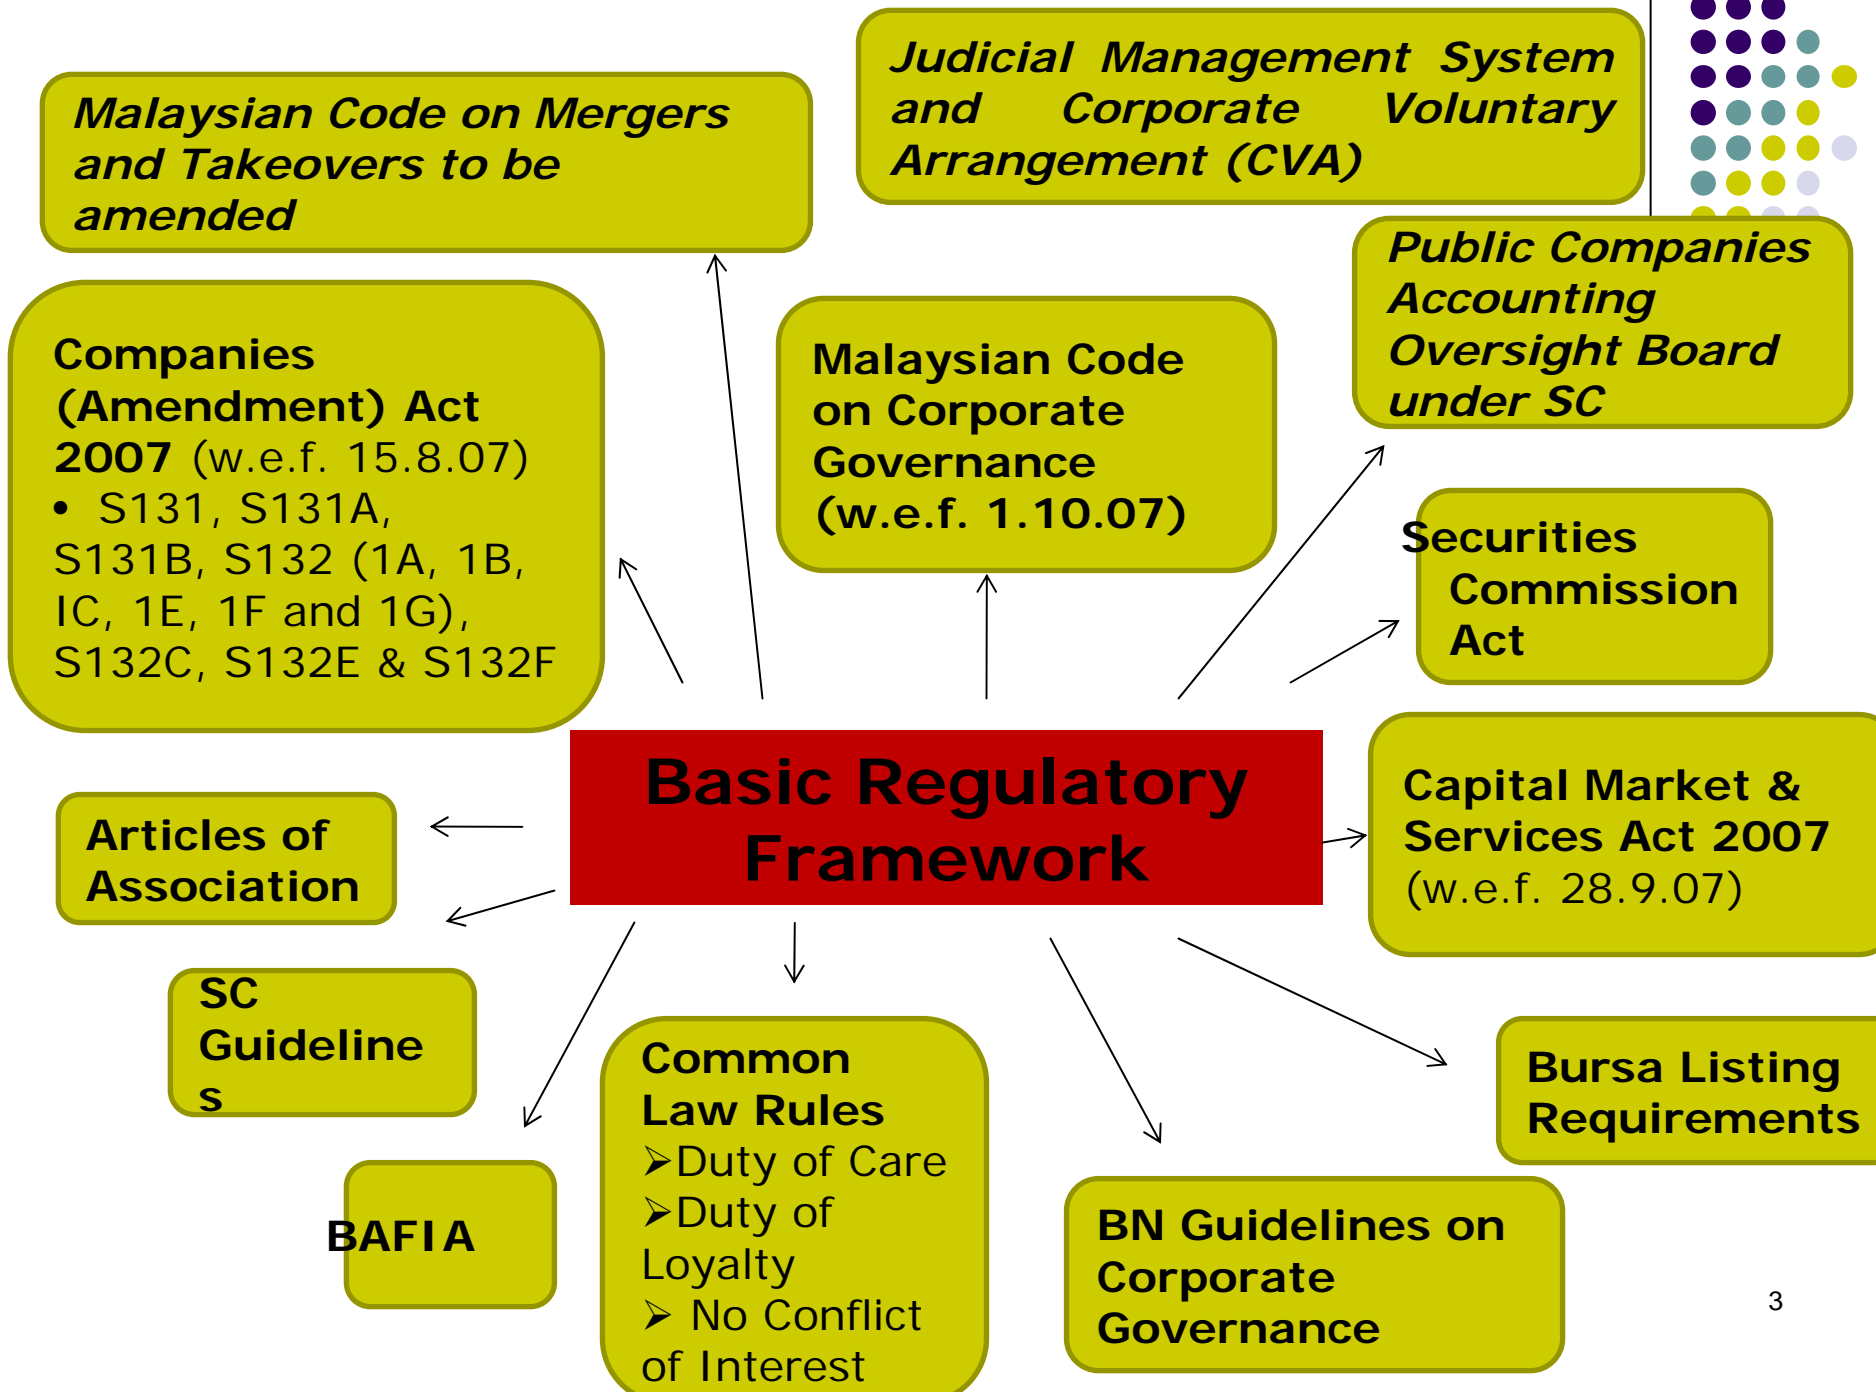 Malaysian Code on Mergers
and Takeovers to be
amended
Judicial Management System
and Corporate Voluntary
Arrangement (CVA)
Public Companies
Accounting
Oversight Board
under SC
Companies
(Amendment) Act
2007 (w.e.f. 15.8.07)
• S131, S131A,
S131B, S132 (1A, 1B,
IC, 1E, 1F and 1G),
S132C, S132E & S132F
Malaysian Code
on Corporate
Governance
(w.e.f. 1.10.07)
Securities
Commission
Act
Basic Regulatory
Framework
Capital Market &
Services Act 2007
(w.e.f. 28.9.07)
Articles of
Association
SC
Guideline
s
BAFIA
Common
Law Rules
➢Duty of Care
➢Duty of
Loyalty
➢ No Conflict
of Interest
BN Guidelines on
Corporate
Governance
Bursa Listing
Requirements
3